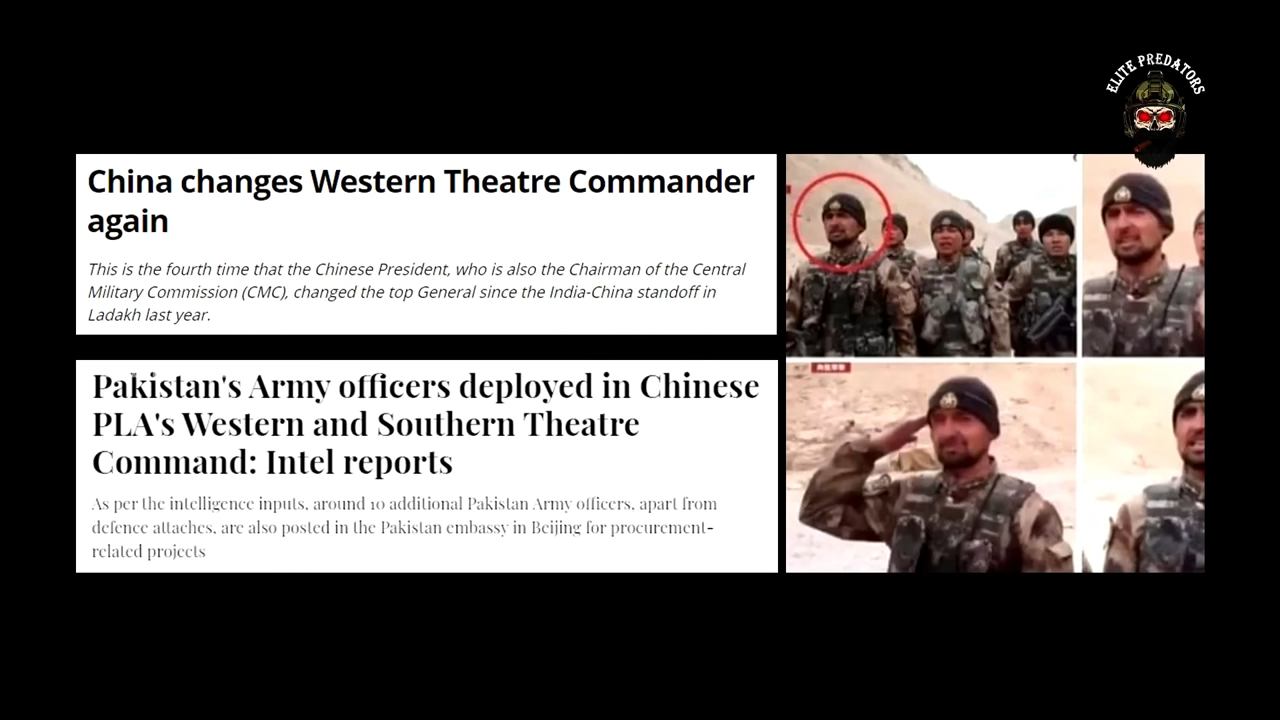 ELITE PREDATORS
China changes Western Theatre Commander
again
This is the fourth time that the Chinese President, who is also the Chairman of the Central
Military Commission (CMC), changed the top General since the India-China standoff in
Ladakh last year.
Pakistan's Army officers deployed in Chinese
PLA's Western and Southern Theatre
Command: Intel reports
As per the intelligence inputs, around 10 additional Pakistan Army officers, apart from
defence attaches, are also posted in the Pakistan embassy in Beijing for procurement-
related projects